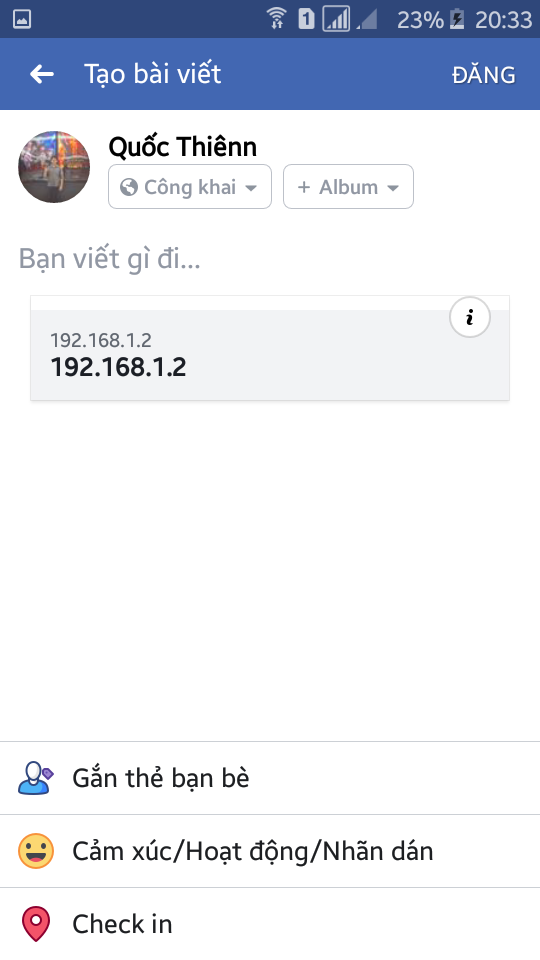 1 23% 20:33
Tạo bài viết ĐĂNG
Quốc Thiênn
Công khai + Album
Bạn viết gì đi...
i
192.168.1.2
192.168.1.2
Gắn thẻ bạn bè
Cảm xúc/Hoạt động/Nhãn dán
Check in